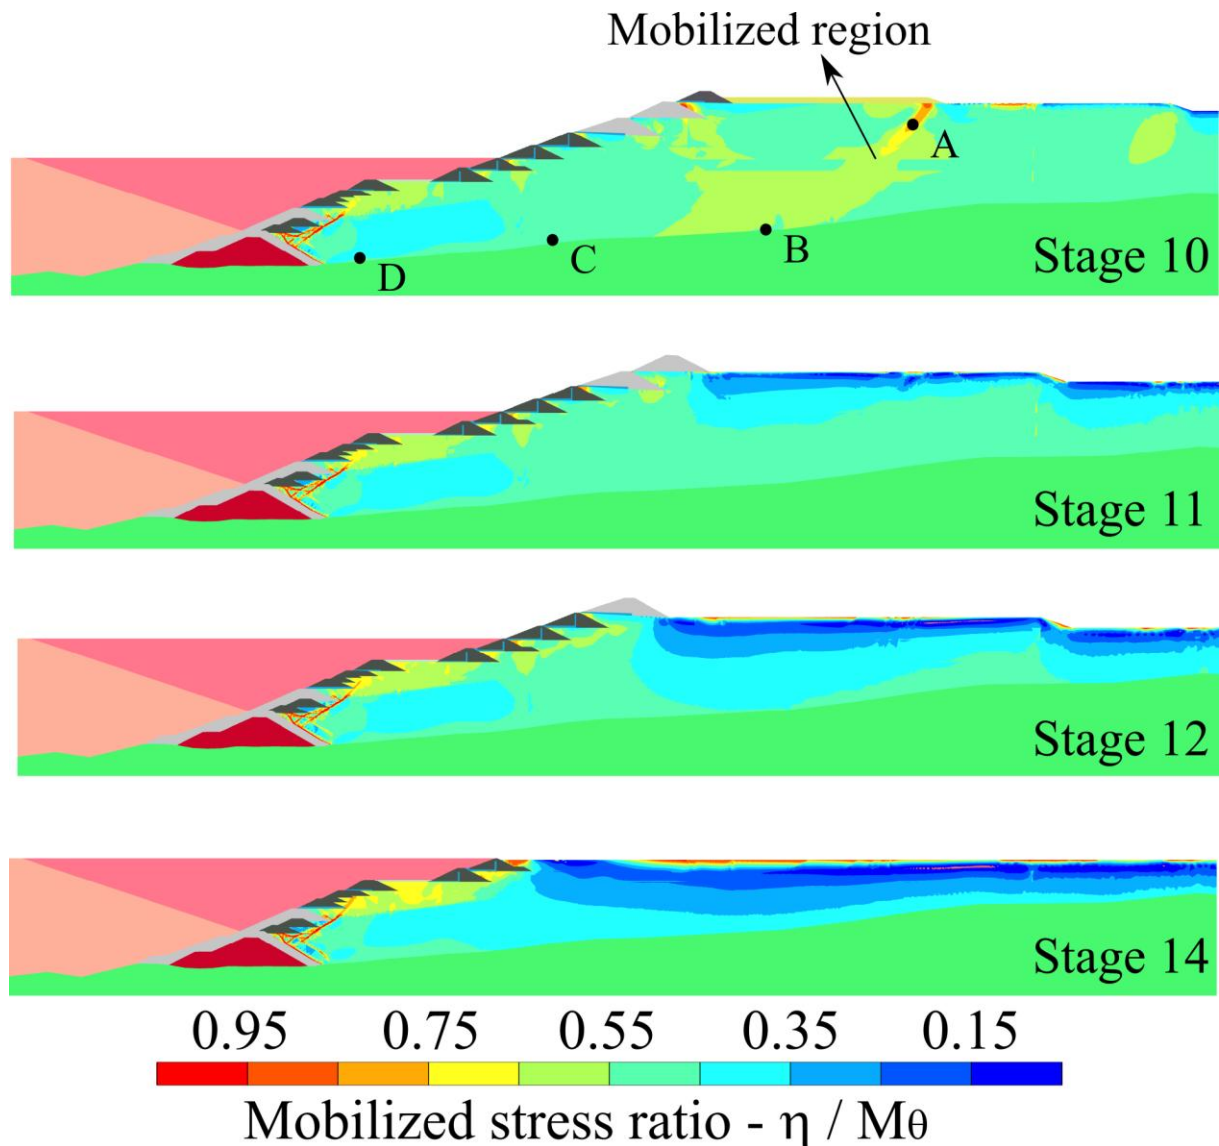 Mobilized region
A
B
C
D
Stage 10
Stage 11
Stage 12
Stage 14
0.95 0.75 0.55 0.35 0.15
Mobilized stress ratio - η / Mθ